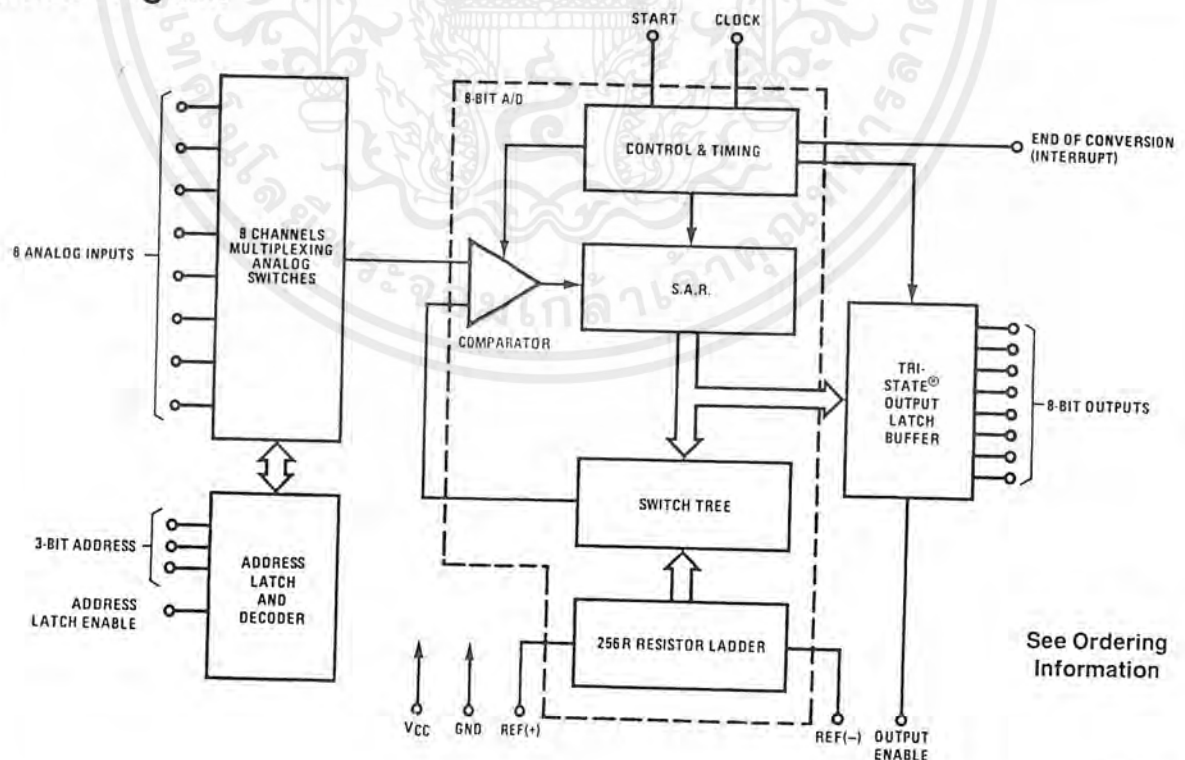 START
CLOCK
8-BIT A/D
CONTROL & TIMING
END OF CONVERSION
(INTERRUPT)
8 ANALOG INPUTS
8 CHANNELS
MULTIPLEXING
ANALOG
SWITCHES
S.A.R.
COMPARATOR
TRI-
STATE®
OUTPUT
LATCH
BUFFER
8-BIT OUTPUTS
SWITCH TREE
3-BIT ADDRESS
ADDRESS
LATCH ENABLE
ADDRESS
LATCH
AND
DECODER
256R RESISTOR LADDER
See Ordering
Information
VCC
GND
REF(+)
REF(–)
OUTPUT
ENABLE